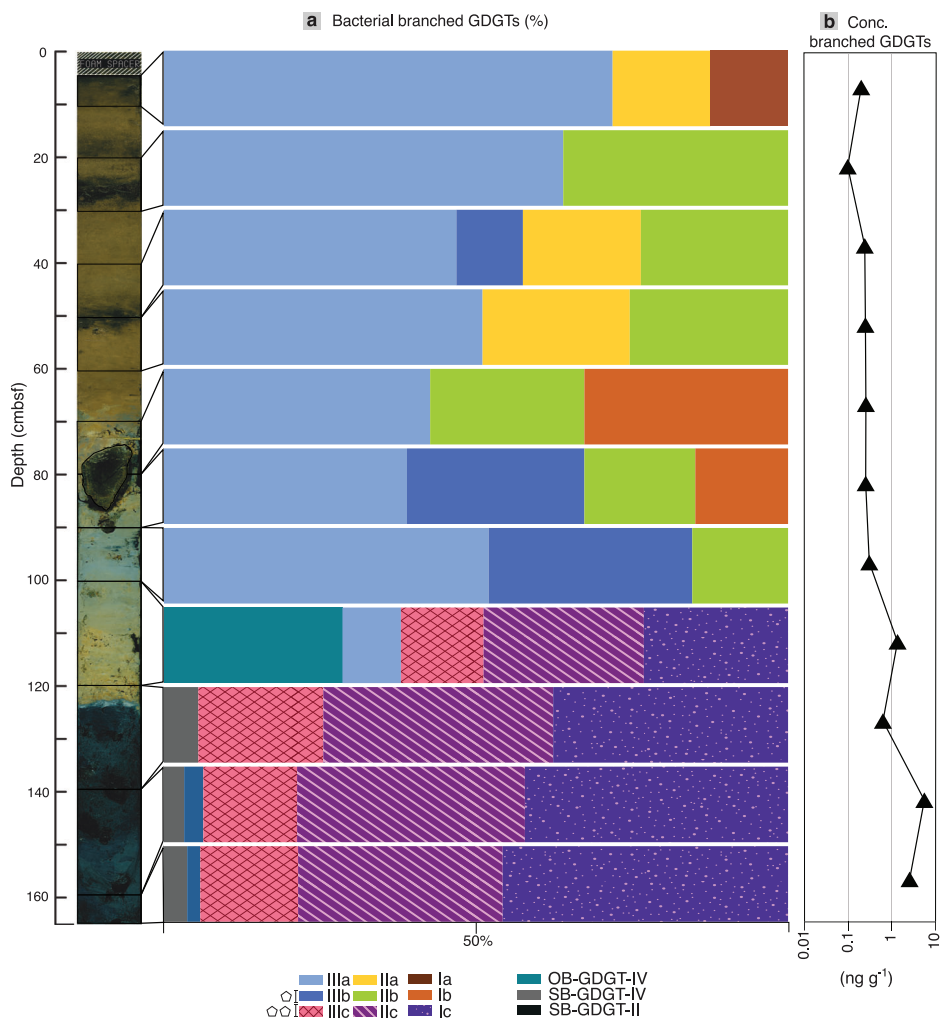 a Bacterial branched GDGTs (%)
b Conc.
branched GDGTs
FOAM SPACER
Depth (cmbsf)
0
20
40
60
80
100
120
140
160
50%
0.01
0.1
1
10
(ng g⁻¹)
IIIa IIa Ia OB-GDGT-IV
IIIb IIb Ib SB-GDGT-IV
IIIc IIc Ic SB-GDGT-II